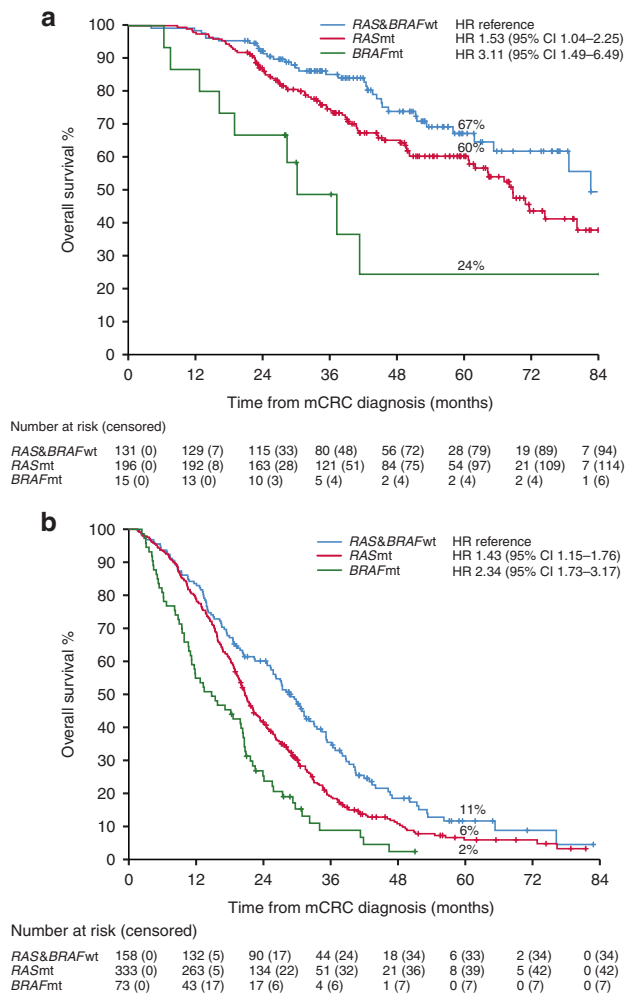 a
RAS&BRAFwt HR reference
RASmt HR 1.53 (95% CI 1.04–2.25)
BRAFmt HR 3.11 (95% CI 1.49–6.49)
Overall survival %
100
90
80
70
60
50
40
30
20
10
0
67%
60%
24%
0 12 24 36 48 60 72 84
Time from mCRC diagnosis (months)
Number at risk (censored)
RAS&BRAFwt 131 (0) 129 (7) 115 (33) 80 (48) 56 (72) 28 (79) 19 (89) 7 (94)
RASmt 196 (0) 192 (8) 163 (28) 121 (51) 84 (75) 54 (97) 21 (109) 7 (114)
BRAFmt 15 (0) 13 (0) 10 (3) 5 (4) 2 (4) 2 (4) 2 (4) 1 (6)
b
RAS&BRAFwt HR reference
RASmt HR 1.43 (95% CI 1.15–1.76)
BRAFmt HR 2.34 (95% CI 1.73–3.17)
Overall survival %
100
90
80
70
60
50
40
30
20
10
0
11%
6%
2%
0 12 24 36 48 60 72 84
Time from mCRC diagnosis (months)
Number at risk (censored)
RAS&BRAFwt 158 (0) 132 (5) 90 (17) 44 (24) 18 (34) 6 (33) 2 (34) 0 (34)
RASmt 333 (0) 263 (5) 134 (22) 51 (32) 21 (36) 8 (39) 5 (42) 0 (42)
BRAFmt 73 (0) 43 (17) 17 (6) 4 (6) 1 (7) 0 (7) 0 (7) 0 (7)